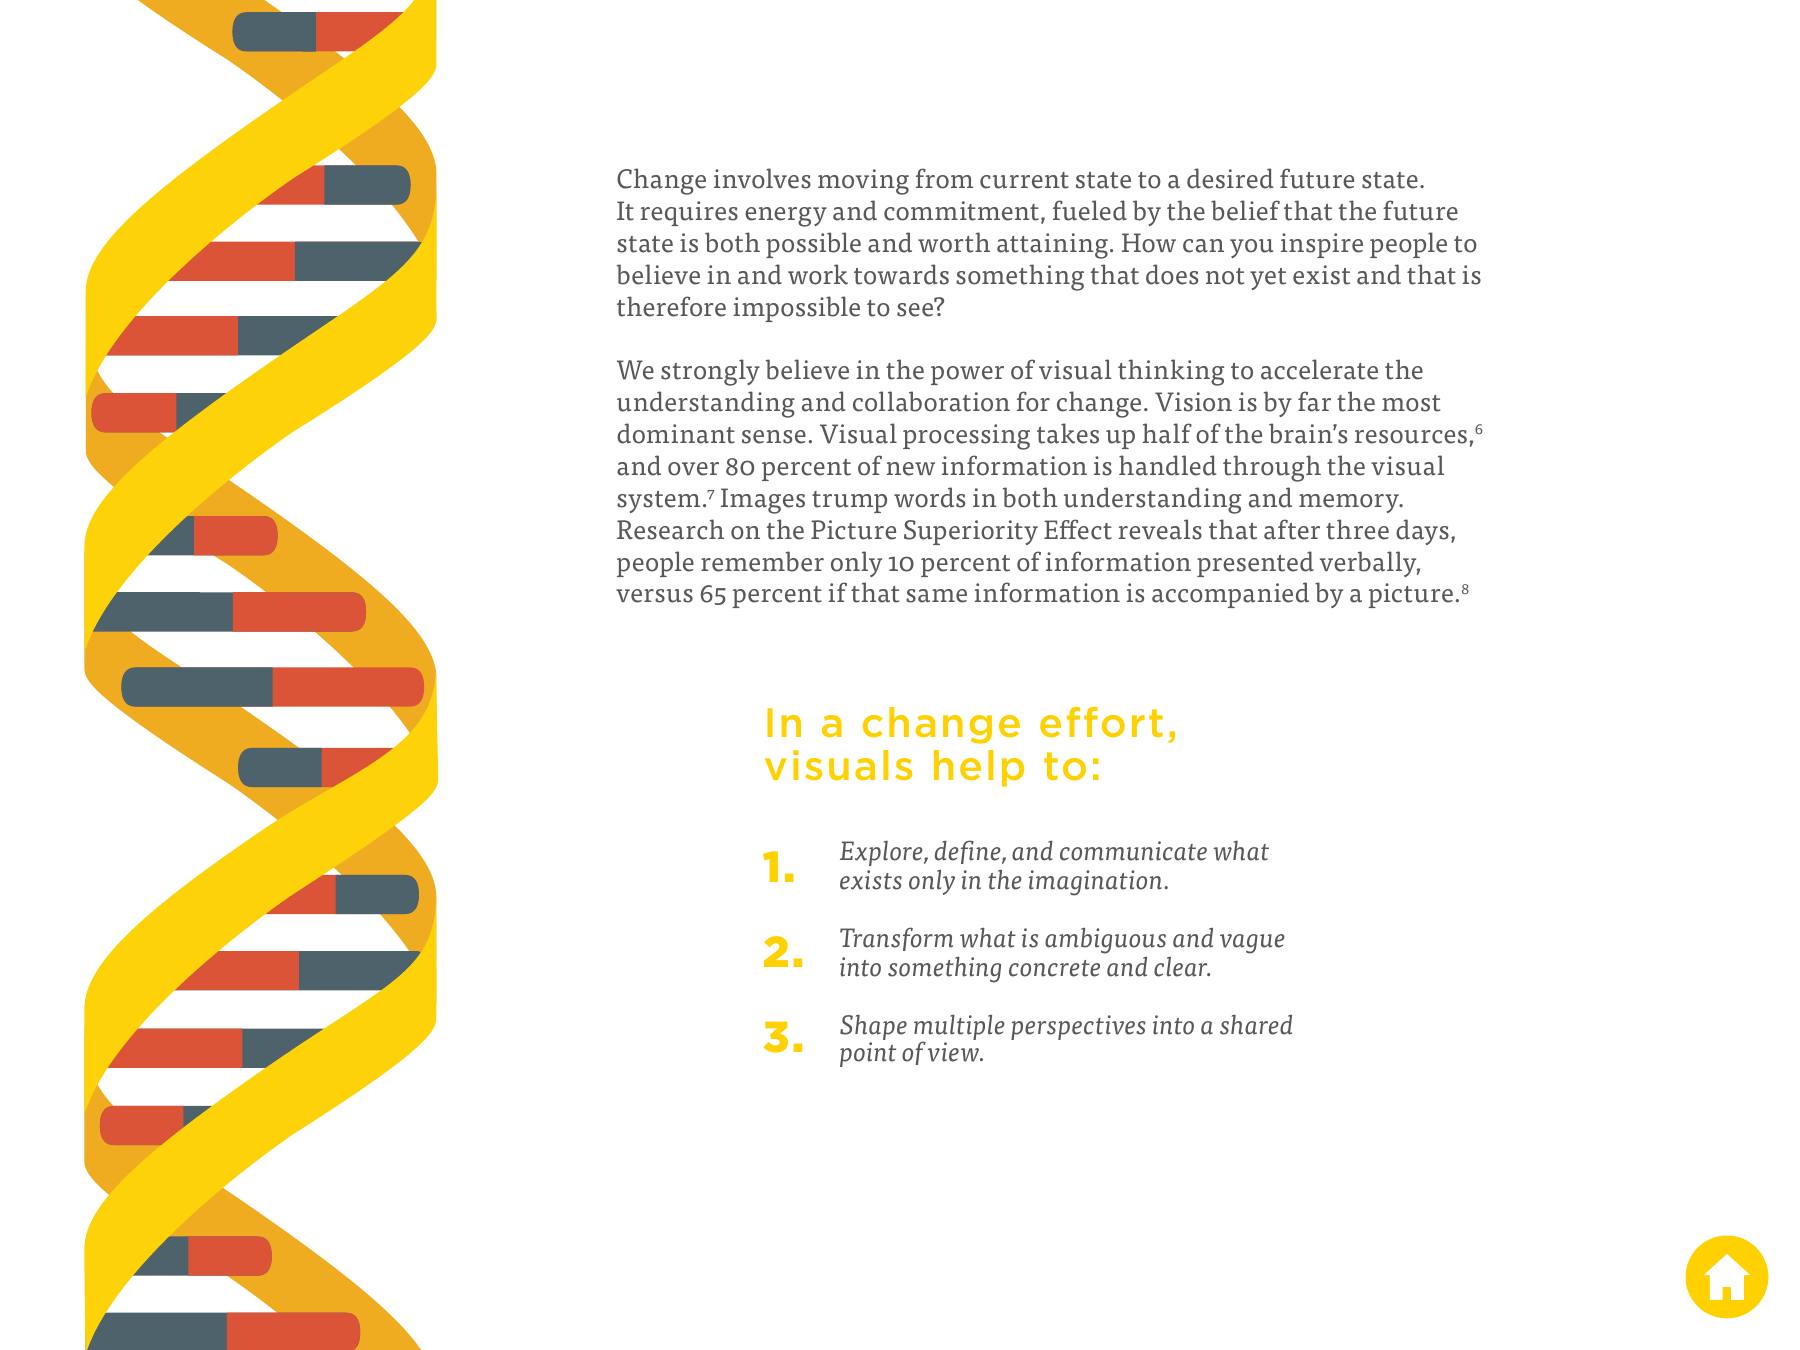 Change involves moving from current state to a desired future state.
It requires energy and commitment, fueled by the belief that the future
state is both possible and worth attaining. How can you inspire people to
believe in and work towards something that does not yet exist and that is
therefore impossible to see?
We strongly believe in the power of visual thinking to accelerate the
understanding and collaboration for change. Vision is by far the most
dominant sense. Visual processing takes up half of the brain’s resources,⁶
and over 80 percent of new information is handled through the visual
system.⁷ Images trump words in both understanding and memory.
Research on the Picture Superiority Effect reveals that after three days,
people remember only 10 percent of information presented verbally,
versus 65 percent if that same information is accompanied by a picture.⁸
In a change effort,
visuals help to:
1. Explore, define, and communicate what
exists only in the imagination.
2. Transform what is ambiguous and vague
into something concrete and clear.
3. Shape multiple perspectives into a shared
point of view.